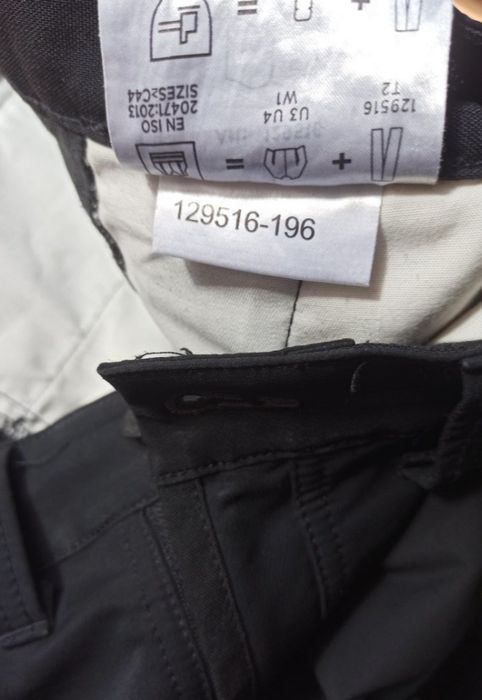 129516
T2
U3 U4
W1
EN ISO
20471:2013
SIZES≥C44
129516-196